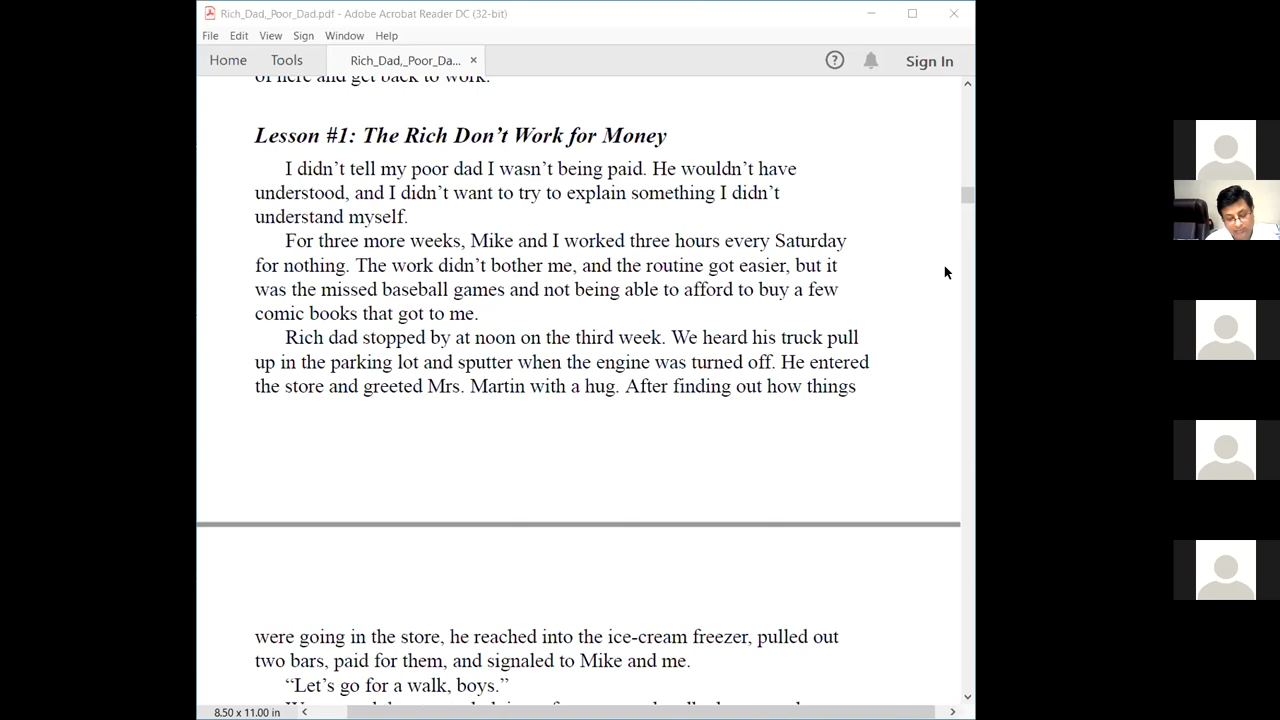 Rich_Dad,_Poor_Dad.pdf - Adobe Acrobat Reader DC (32-bit)
File Edit View Sign Window Help
Home Tools Rich_Dad,_Poor_Da... × Sign In
of here and get back to work.
Lesson #1: The Rich Don’t Work for Money
I didn’t tell my poor dad I wasn’t being paid. He wouldn’t have
understood, and I didn’t want to try to explain something I didn’t
understand myself.
For three more weeks, Mike and I worked three hours every Saturday
for nothing. The work didn’t bother me, and the routine got easier, but it
was the missed baseball games and not being able to afford to buy a few
comic books that got to me.
Rich dad stopped by at noon on the third week. We heard his truck pull
up in the parking lot and sputter when the engine was turned off. He entered
the store and greeted Mrs. Martin with a hug. After finding out how things
were going in the store, he reached into the ice-cream freezer, pulled out
two bars, paid for them, and signaled to Mike and me.
“Let’s go for a walk, boys.”
8.50 x 11.00 in